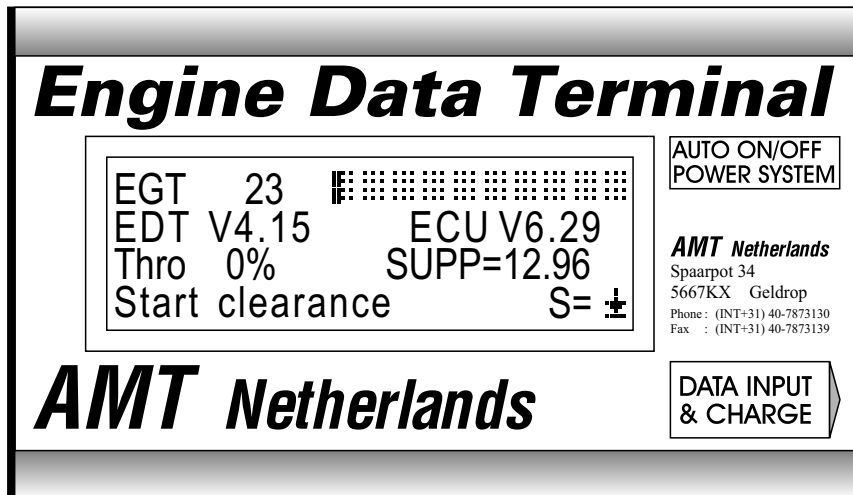 Engine Data Terminal
EGT 23
EDT V4.15 ECU V6.29
Thro 0% SUPP=12.96
Start clearance S= ±
AUTO ON/OFF
POWER SYSTEM
AMT Netherlands
Spaarpot 34
5667KX Geldrop
Phone : (INT+31) 40-7873130
Fax : (INT+31) 40-7873139
AMT Netherlands
DATA INPUT
& CHARGE